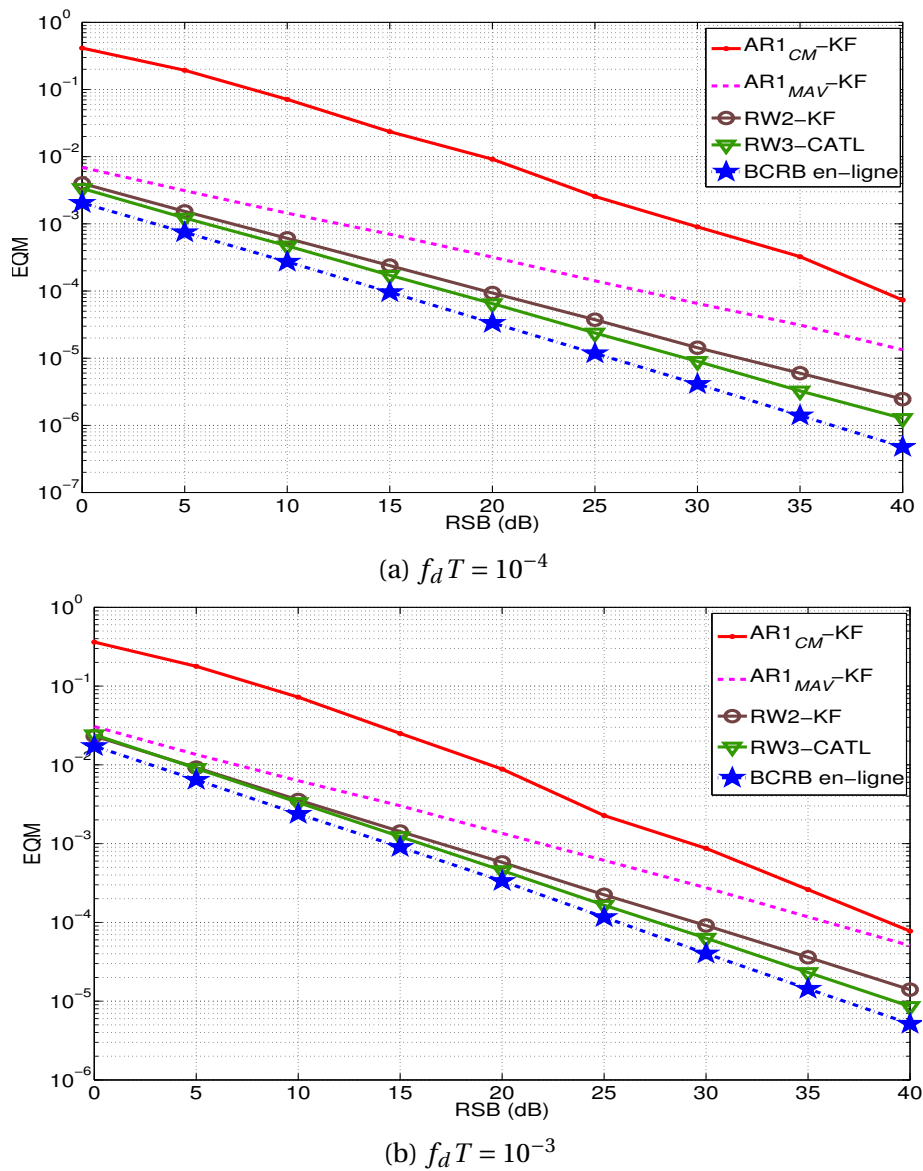 10^0
10^−1
10^−2
10^−3
10^−4
10^−5
10^−6
10^−7
EQM
0 5 10 15 20 25 30 35 40
RSB (dB)
AR1_CM−KF
AR1_MAV−KF
RW2−KF
RW3−CATL
BCRB en−ligne
(a) f_d T = 10^−4
10^0
10^−1
10^−2
10^−3
10^−4
10^−5
10^−6
EQM
0 5 10 15 20 25 30 35 40
RSB (dB)
AR1_CM−KF
AR1_MAV−KF
RW2−KF
RW3−CATL
BCRB en−ligne
(b) f_d T = 10^−3